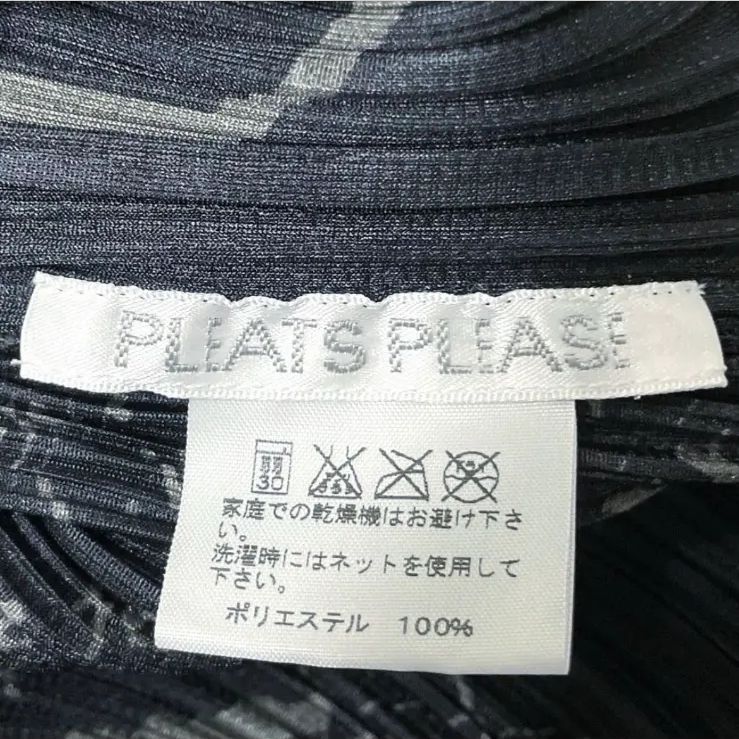 PLEATS PLEASE
30
家庭での乾燥機はお避け下さ
い。
洗濯時にはネットを使用して
下さい。
ポリエステル 100%